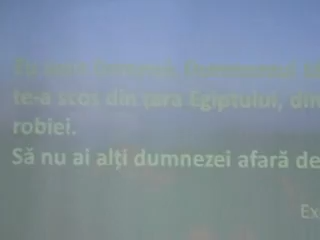 te-a scos din țara Egiptului, din
robiei.
Să nu ai alți dumnezei afară de
Ex